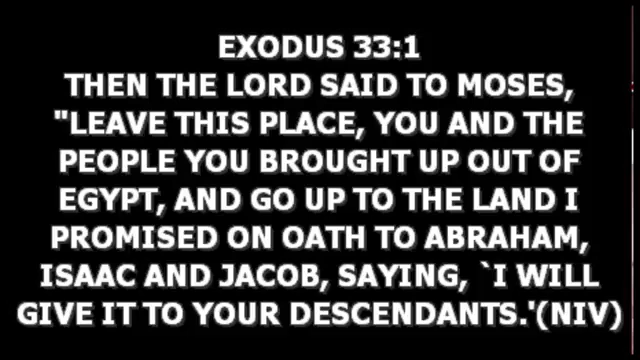 EXODUS 33:1
THEN THE LORD SAID TO MOSES,
"LEAVE THIS PLACE, YOU AND THE
PEOPLE YOU BROUGHT UP OUT OF
EGYPT, AND GO UP TO THE LAND I
PROMISED ON OATH TO ABRAHAM,
ISAAC AND JACOB, SAYING, `I WILL
GIVE IT TO YOUR DESCENDANTS.'(NIV)